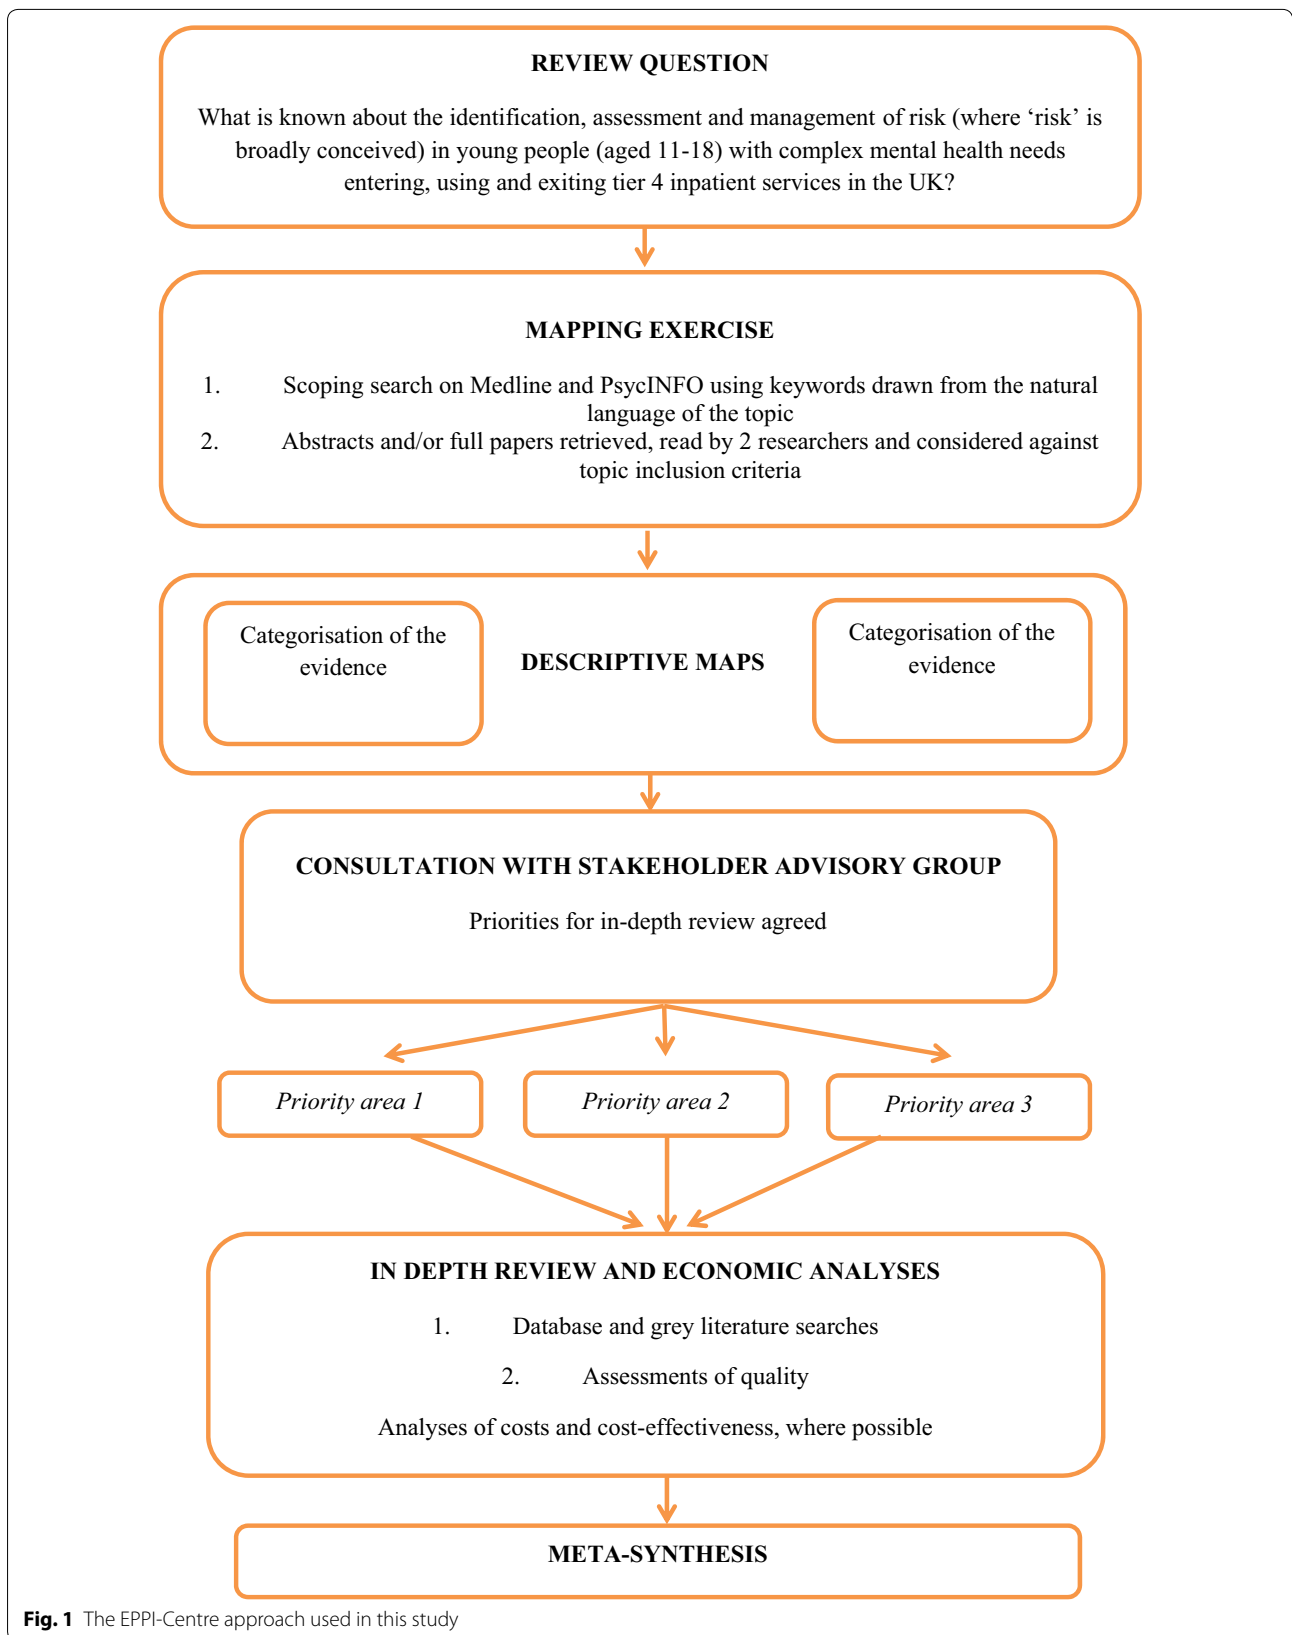 REVIEW QUESTION
What is known about the identification, assessment and management of risk (where ‘risk’ is
broadly conceived) in young people (aged 11-18) with complex mental health needs
entering, using and exiting tier 4 inpatient services in the UK?
MAPPING EXERCISE
1. Scoping search on Medline and PsycINFO using keywords drawn from the natural
language of the topic
2. Abstracts and/or full papers retrieved, read by 2 researchers and considered against
topic inclusion criteria
Categorisation of the
evidence
DESCRIPTIVE MAPS
Categorisation of the
evidence
CONSULTATION WITH STAKEHOLDER ADVISORY GROUP
Priorities for in-depth review agreed
Priority area 1
Priority area 2
Priority area 3
IN DEPTH REVIEW AND ECONOMIC ANALYSES
1. Database and grey literature searches
2. Assessments of quality
Analyses of costs and cost-effectiveness, where possible
META-SYNTHESIS
Fig. 1 The EPPI-Centre approach used in this study